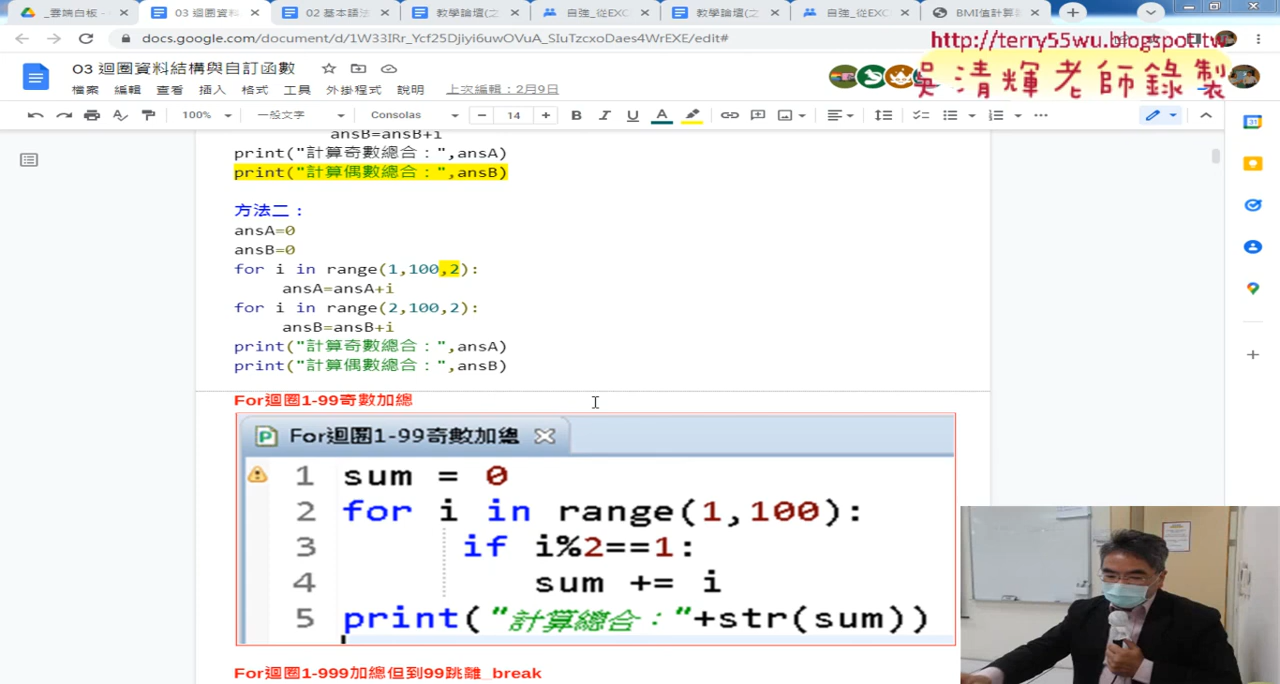 _雲端白板 -
03 迴圈資料
02 基本語法
教學論壇(之
自強_從EXC
教學論壇(之
自強_從EXC
BMI值計算
docs.google.com/document/d/1W33IRr_Ycf25Djiyi6uwOVuA_SIuTzcxoDaes4WrEXE/edit#
http://terry55wu.blogspot.tw
吳清輝老師錄製
03 迴圈資料結構與自訂函數
檔案 編輯 查看 插入 格式 工具 外掛程式 說明 上次編輯：2月9日
100% 一般文字 Consolas 14
ansB=ansB+i
print("計算奇數總合：",ansA)
print("計算偶數總合：",ansB)
方法二：
ansA=0
ansB=0
for i in range(1,100,2):
ansA=ansA+i
for i in range(2,100,2):
ansB=ansB+i
print("計算奇數總合：",ansA)
print("計算偶數總合：",ansB)
For迴圈1-99奇數加總
For迴圈1-99奇數加總
1 sum = 0
2 for i in range(1,100):
3 if i%2==1:
4 sum += i
5 print("計算總合："+str(sum))
For迴圈1-999加總但到99跳離_break